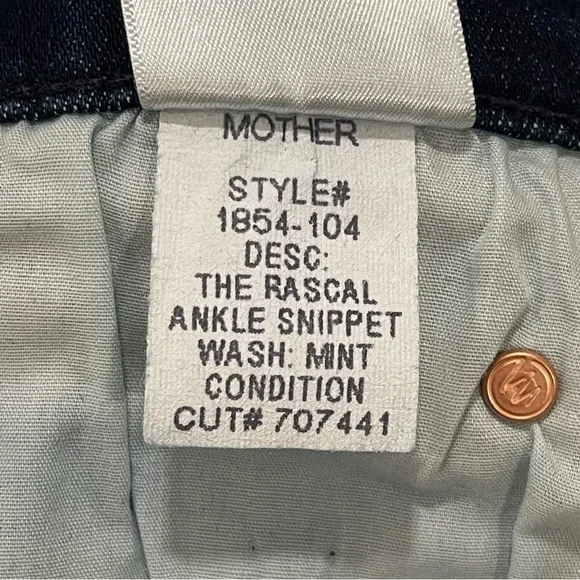 MOTHER
STYLE#
1854-104
DESC:
THE RASCAL
ANKLE SNIPPET
WASH: MINT
CONDITION
CUT# 707441